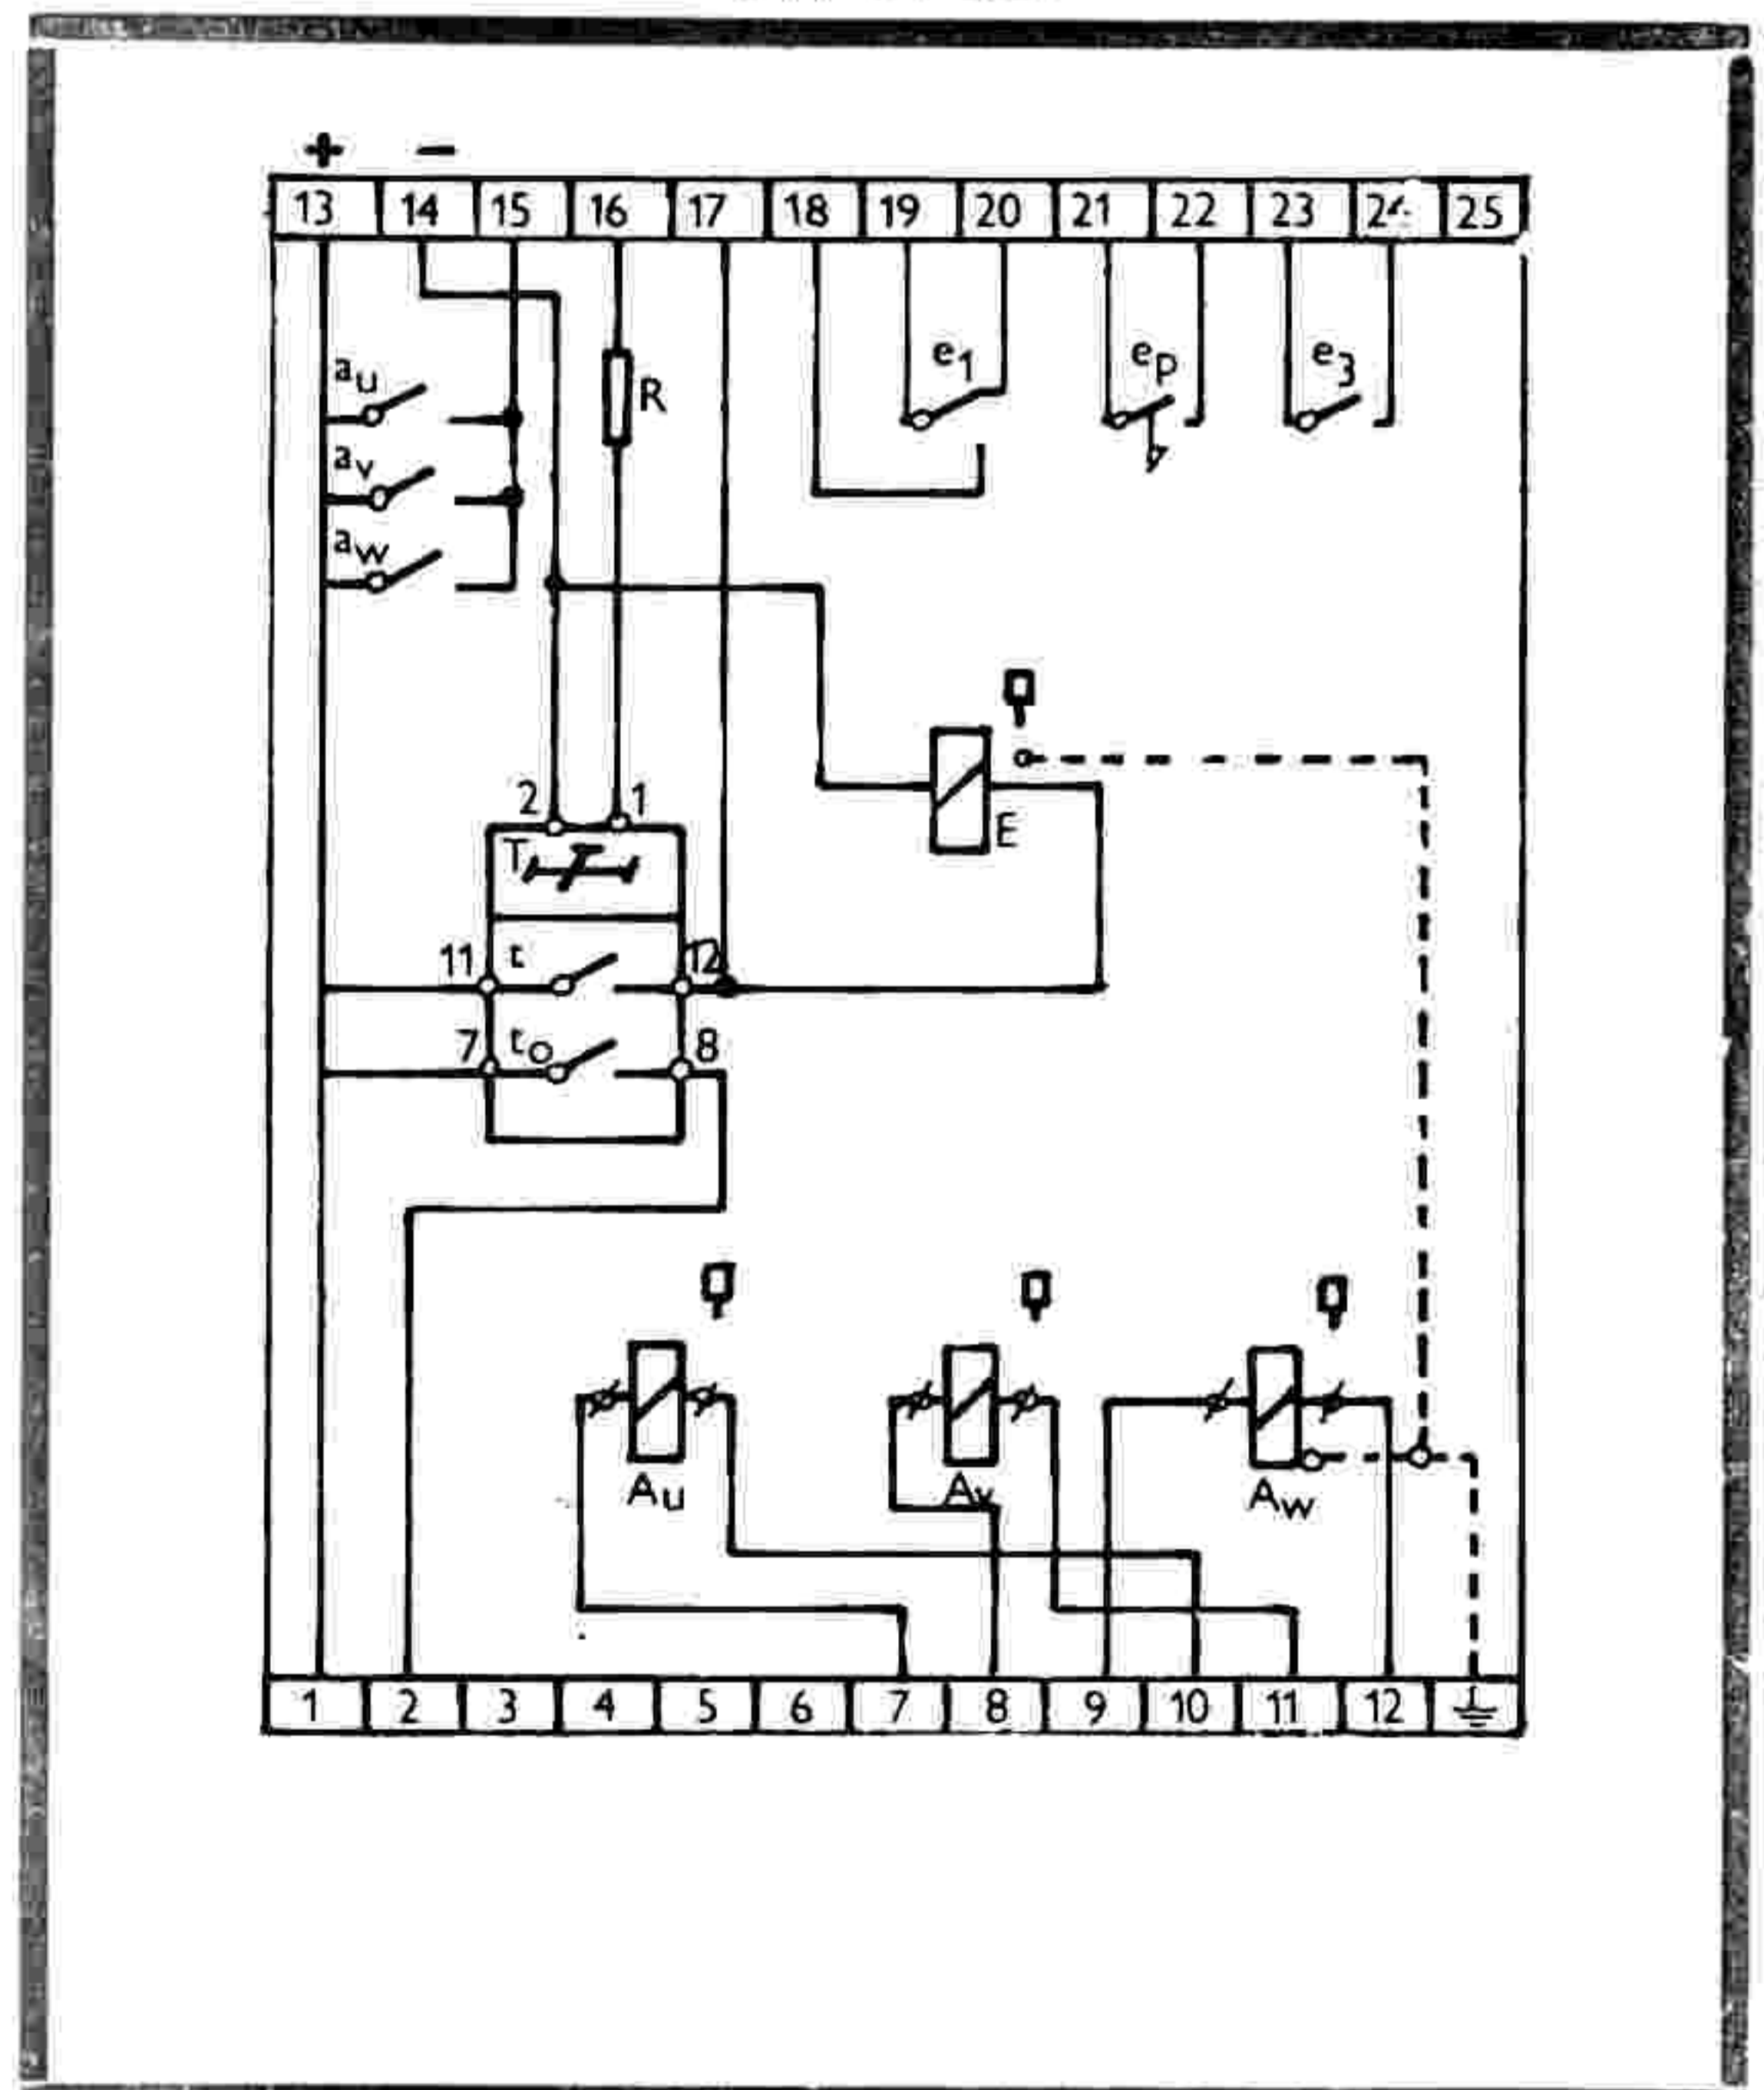 + −
13 14 15 16 17 18 19 20 21 22 23 24 25
au
e1
ep
e3
R
av
aw
2
1
T
E
11
t
12
7
to
8
Au
Av
Aw
1 2 3 4 5 6 7 8 9 10 11 12